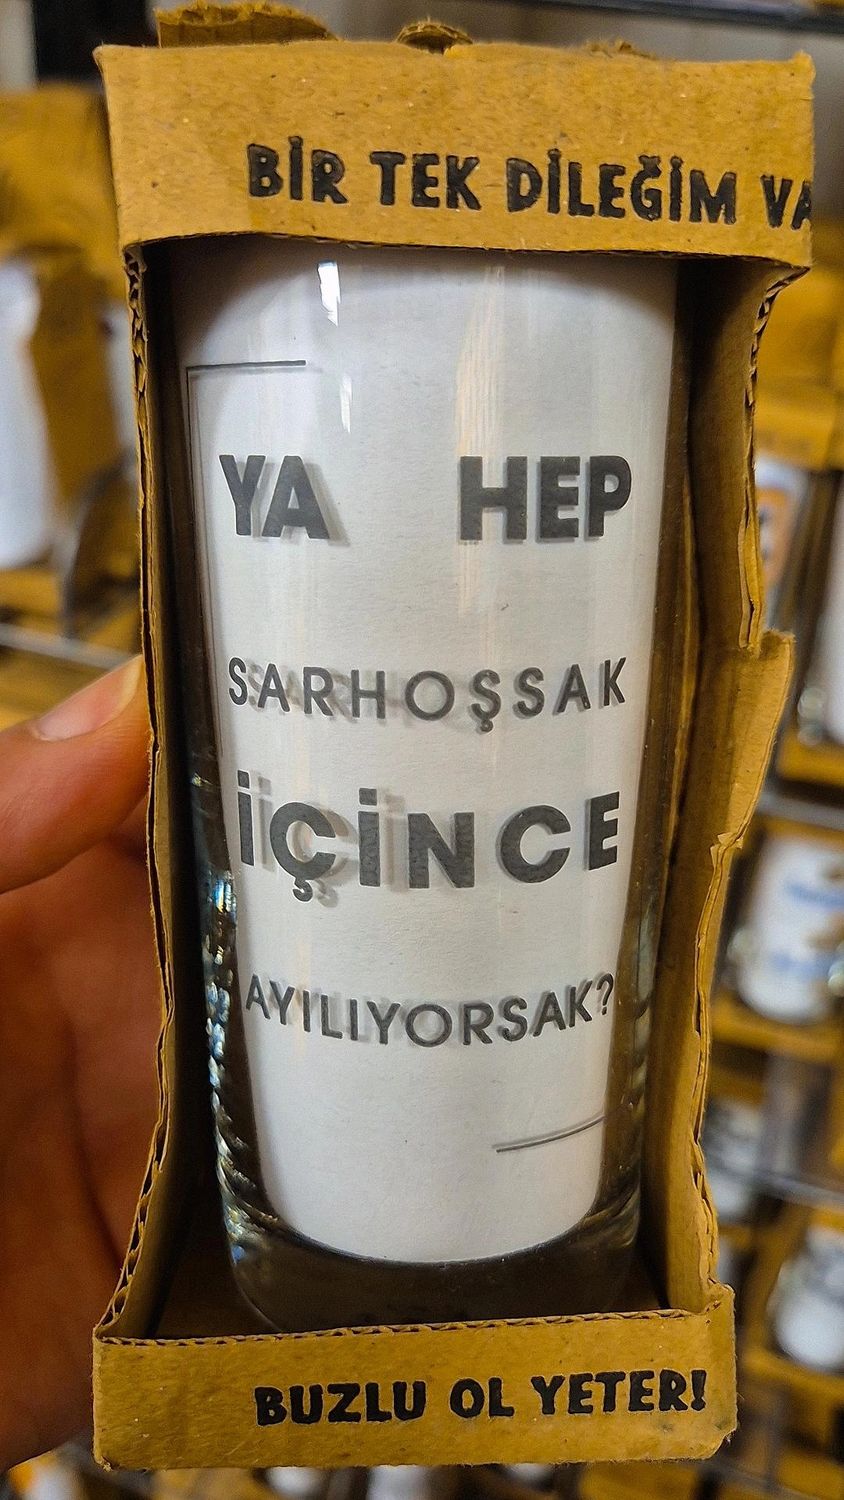 BİR TEK DİLEĞİM VA
YA HEP
SARHOŞSAK
İÇİNCE
AYILIYORSAK?
BUZLU OL YETER!